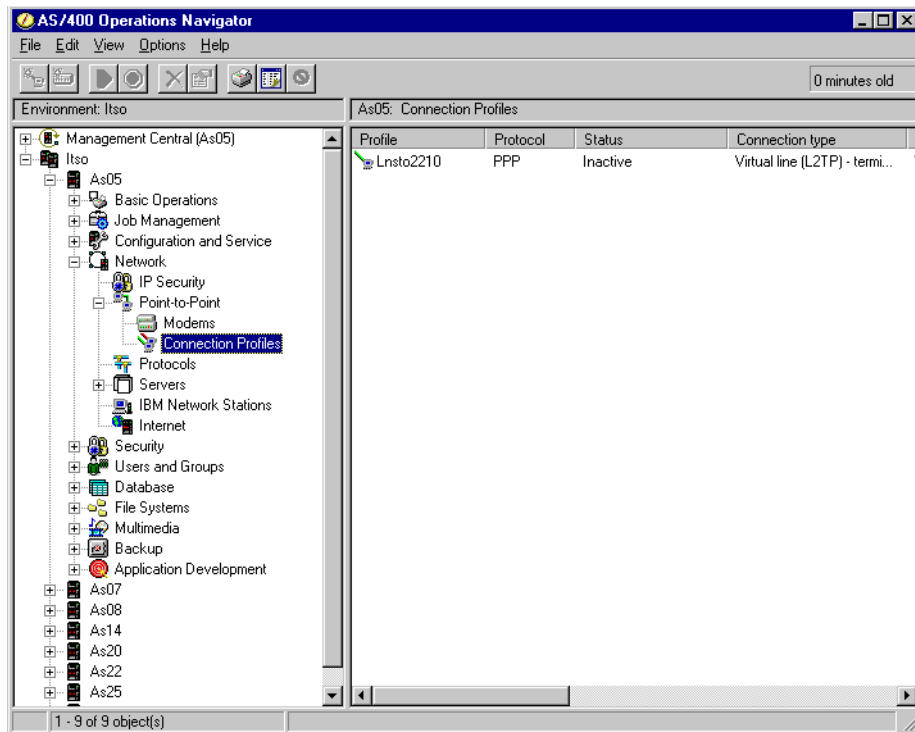 AS/400 Operations Navigator
File Edit View Options Help
0 minutes old
Environment: Itso
As05: Connection Profiles
Management Central (As05)
Itso
As05
Basic Operations
Job Management
Configuration and Service
Network
IP Security
Point-to-Point
Modems
Connection Profiles
Protocols
Servers
IBM Network Stations
Internet
Security
Users and Groups
Database
File Systems
Multimedia
Backup
Application Development
As07
As08
As14
As20
As22
As25
Profile Protocol Status Connection type
Lnsto2210 PPP Inactive Virtual line (L2TP) - termi...
1 - 9 of 9 object(s)